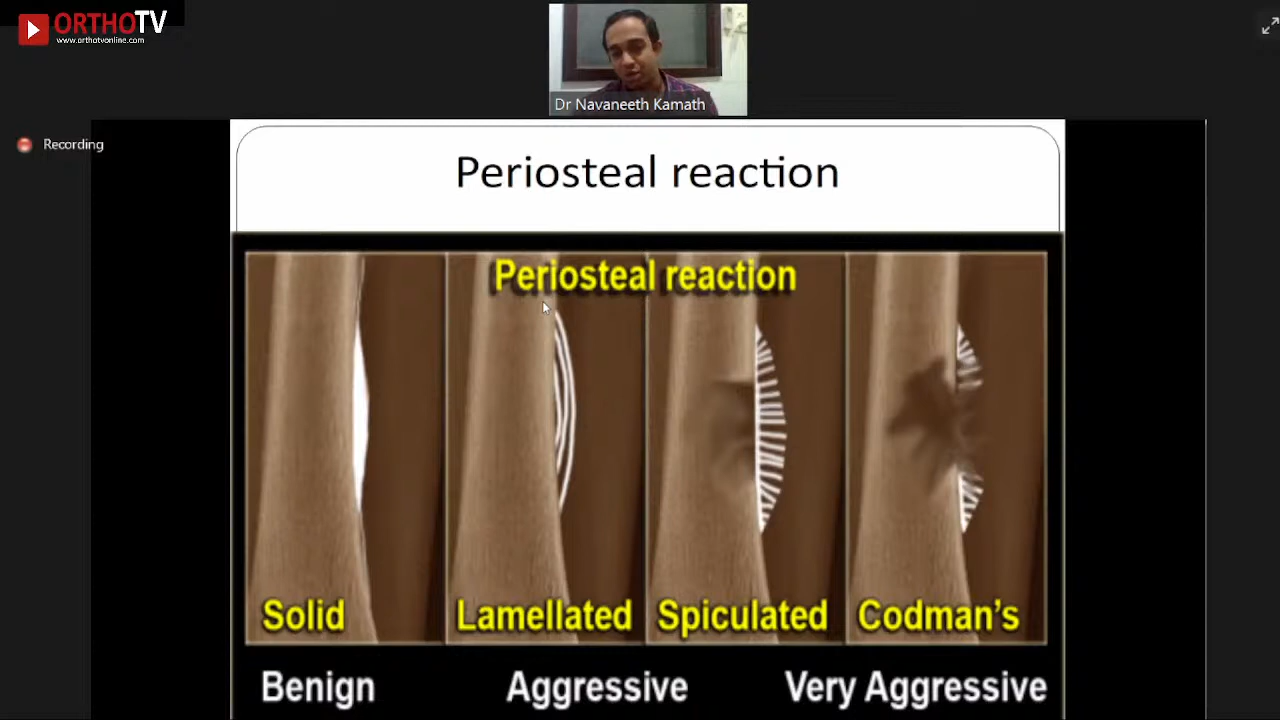 ORTHOTV
www.orthotvonline.com
Dr Navaneeth Kamath
Recording
Periosteal reaction
Periosteal reaction
Solid
Lamellated
Spiculated
Codman's
Benign
Aggressive
Very Aggressive